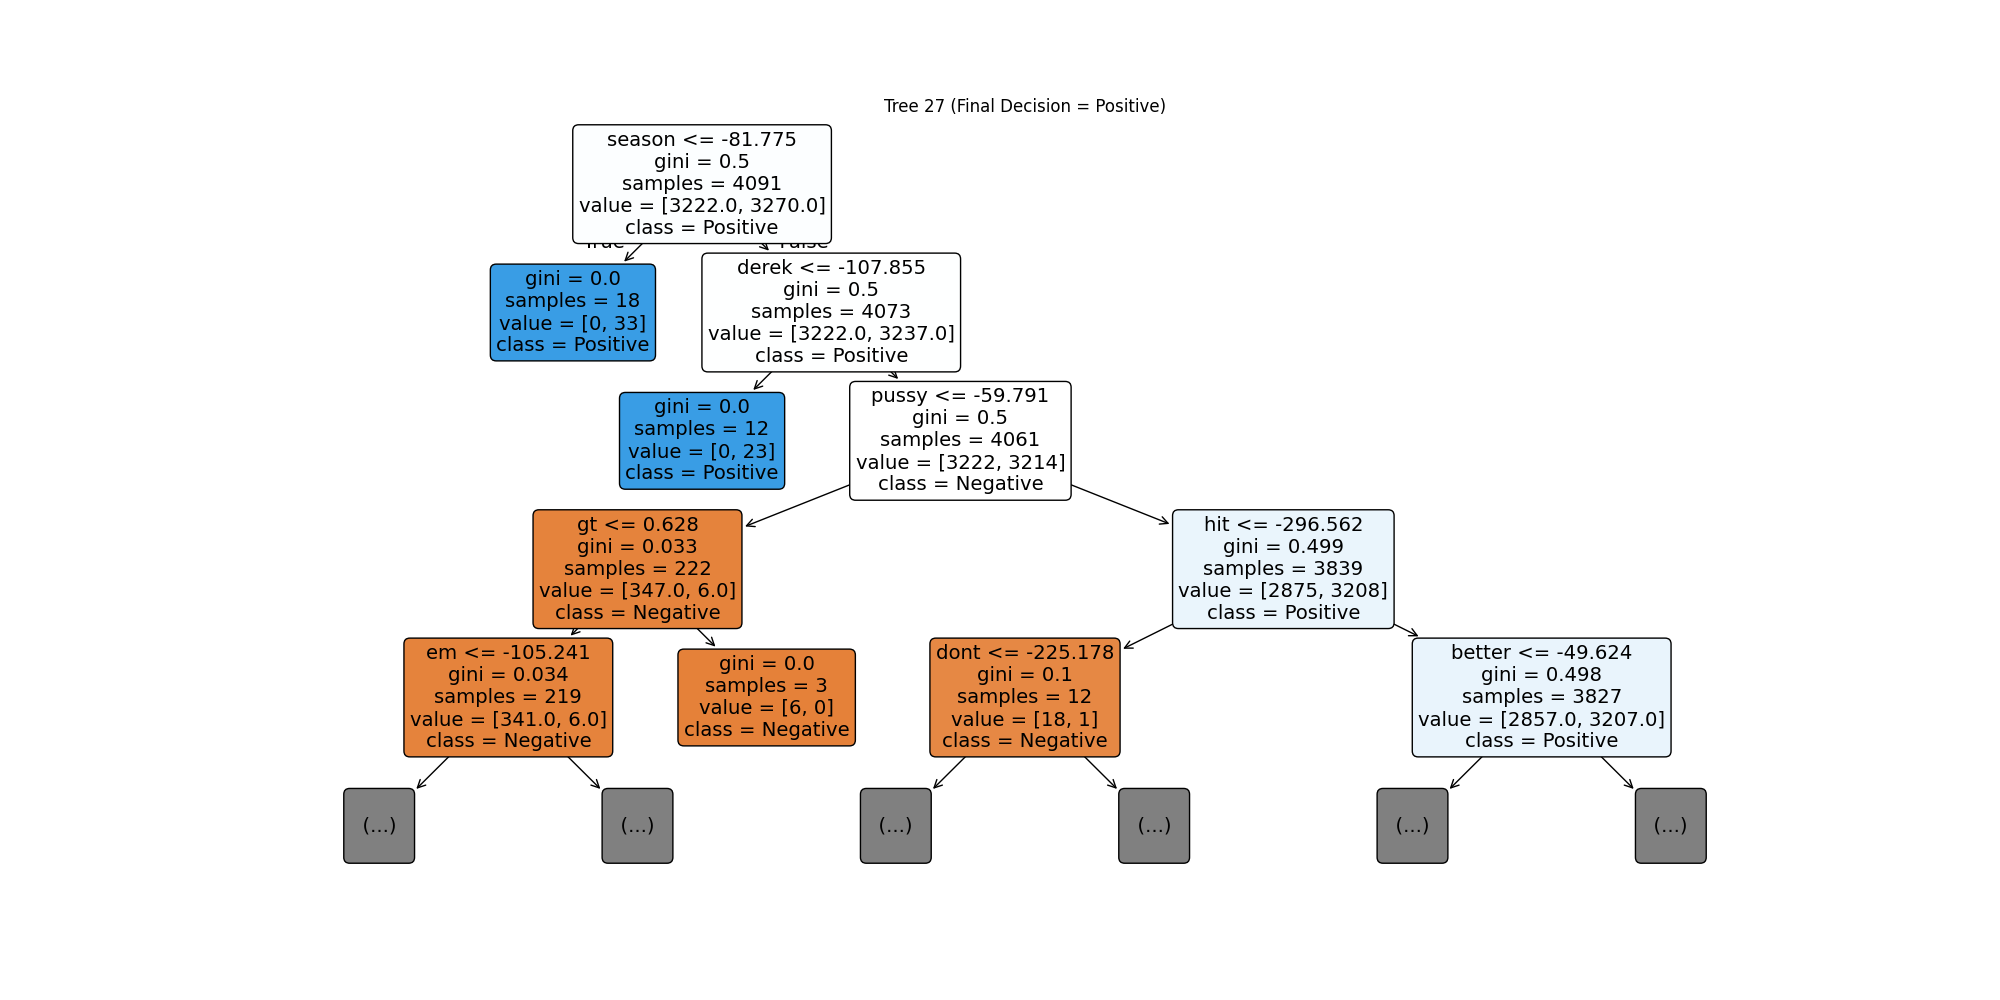 Tree 27 (Final Decision = Positive)
season <= -81.775
gini = 0.5
samples = 4091
value = [3222.0, 3270.0]
class = Positive
True
False
gini = 0.0
samples = 18
value = [0, 33]
class = Positive
derek <= -107.855
gini = 0.5
samples = 4073
value = [3222.0, 3237.0]
class = Positive
gini = 0.0
samples = 12
value = [0, 23]
class = Positive
pussy <= -59.791
gini = 0.5
samples = 4061
value = [3222, 3214]
class = Negative
gt <= 0.628
gini = 0.033
samples = 222
value = [347.0, 6.0]
class = Negative
hit <= -296.562
gini = 0.499
samples = 3839
value = [2875, 3208]
class = Positive
em <= -105.241
gini = 0.034
samples = 219
value = [341.0, 6.0]
class = Negative
gini = 0.0
samples = 3
value = [6, 0]
class = Negative
dont <= -225.178
gini = 0.1
samples = 12
value = [18, 1]
class = Negative
better <= -49.624
gini = 0.498
samples = 3827
value = [2857.0, 3207.0]
class = Positive
(...)
(...)
(...)
(...)
(...)
(...)